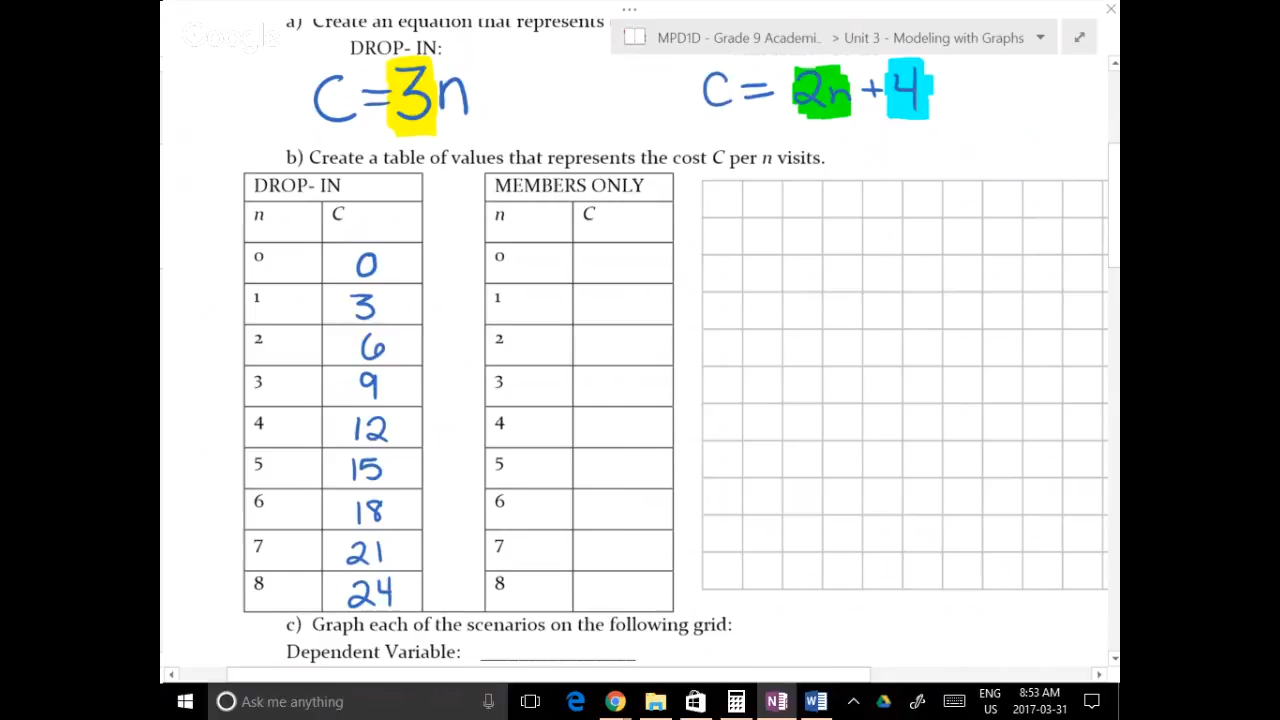 a) Create an equation that represents
Google
MPD1D - Grade 9 Academi.. > Unit 3 - Modeling with Graphs
DROP- IN:
C=3n
C= 2n+4
b) Create a table of values that represents the cost C per n visits.
DROP- IN
n C
0 0
1 3
2 6
3 9
4 12
5 15
6 18
7 21
8 24
MEMBERS ONLY
n C
0
1
2
3
4
5
6
7
8
c) Graph each of the scenarios on the following grid:
Dependent Variable: _______________
Ask me anything
ENG
US
8:53 AM
2017-03-31